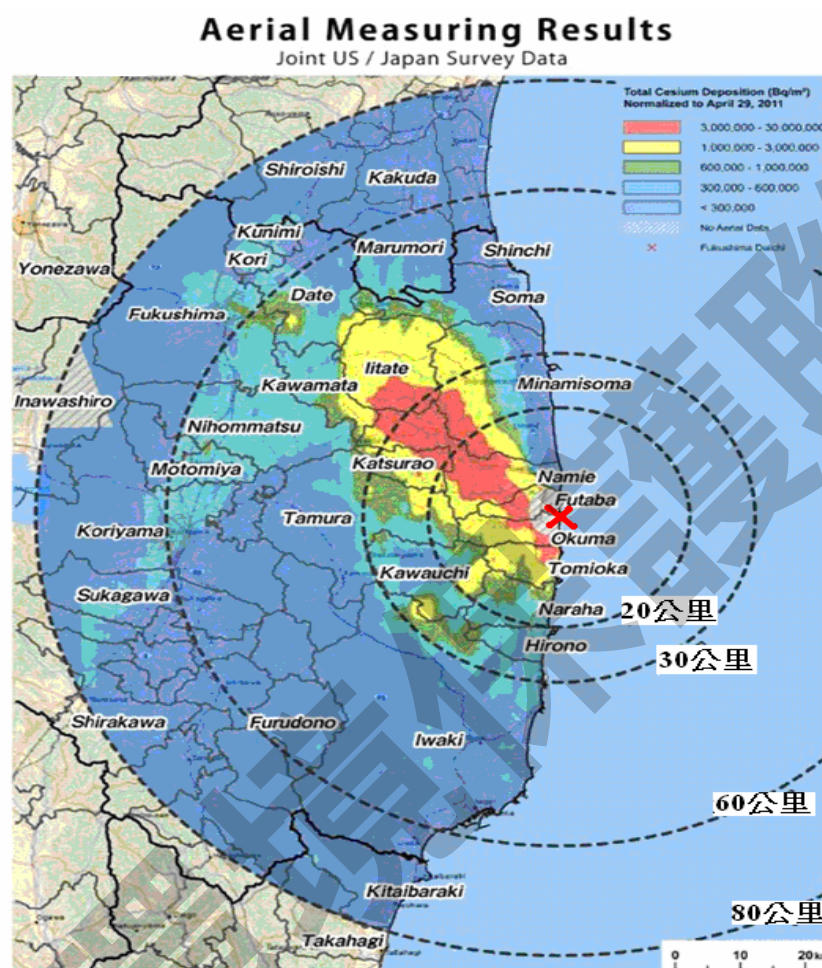 Aerial Measuring Results
Joint US / Japan Survey Data
Total Cesium Deposition (Bq/m²)
Normalized to April 29, 2011
3,000,000 - 30,000,000
1,000,000 - 3,000,000
600,000 - 1,000,000
300,000 - 600,000
< 300,000
No Aerial Data
Fukushima Daiichi
Shiroishi
Kakuda
Kunimi
Marumori
Shinchi
Kori
Yonezawa
Date
Soma
Fukushima
Iitate
Kawamata
Minamisoma
Inawashiro
Nihommatsu
Motomiya
Katsurao
Namie
Futaba
Tamura
Koriyama
Okuma
Kawauchi
Tomioka
Sukagawa
Naraha
20公里
Hirono
30公里
Shirakawa
Furudono
Iwaki
60公里
Kitaibaraki
80公里
Takahagi
0 10 20
環境保護聯